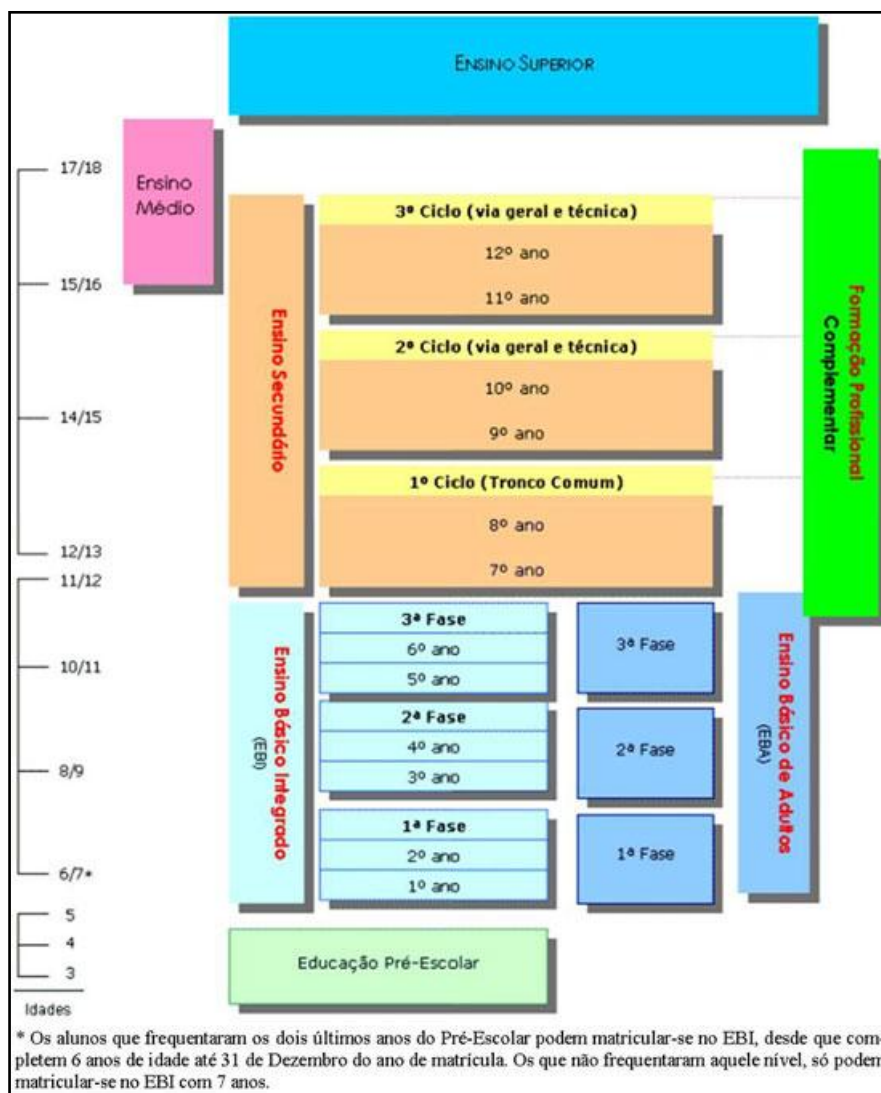 ENSINO SUPERIOR
17/18
Ensino
Médio
3º Ciclo (via geral e técnica)
12º ano
11º ano
15/16
2º Ciclo (via geral e técnica)
10º ano
9º ano
14/15
1º Ciclo (Tronco Comum)
8º ano
7º ano
12/13
Ensino Secundário
Formação Profissional
Complementar
11/12
3ª Fase
6º ano
5º ano
10/11
3ª Fase
2ª Fase
4º ano
3º ano
8/9
2ª Fase
1ª Fase
2º ano
1º ano
6/7*
1ª Fase
Ensino Básico Integrado
(EBI)
Ensino Básico de Adultos
(EBA)
5
4
3
Educação Pré-Escolar
Idades
* Os alunos que frequentaram os dois últimos anos do Pré-Escolar podem matricular-se no EBI, desde que com-
pletem 6 anos de idade até 31 de Dezembro do ano de matrícula. Os que não frequentaram aquele nível, só podem
matricular-se no EBI com 7 anos.